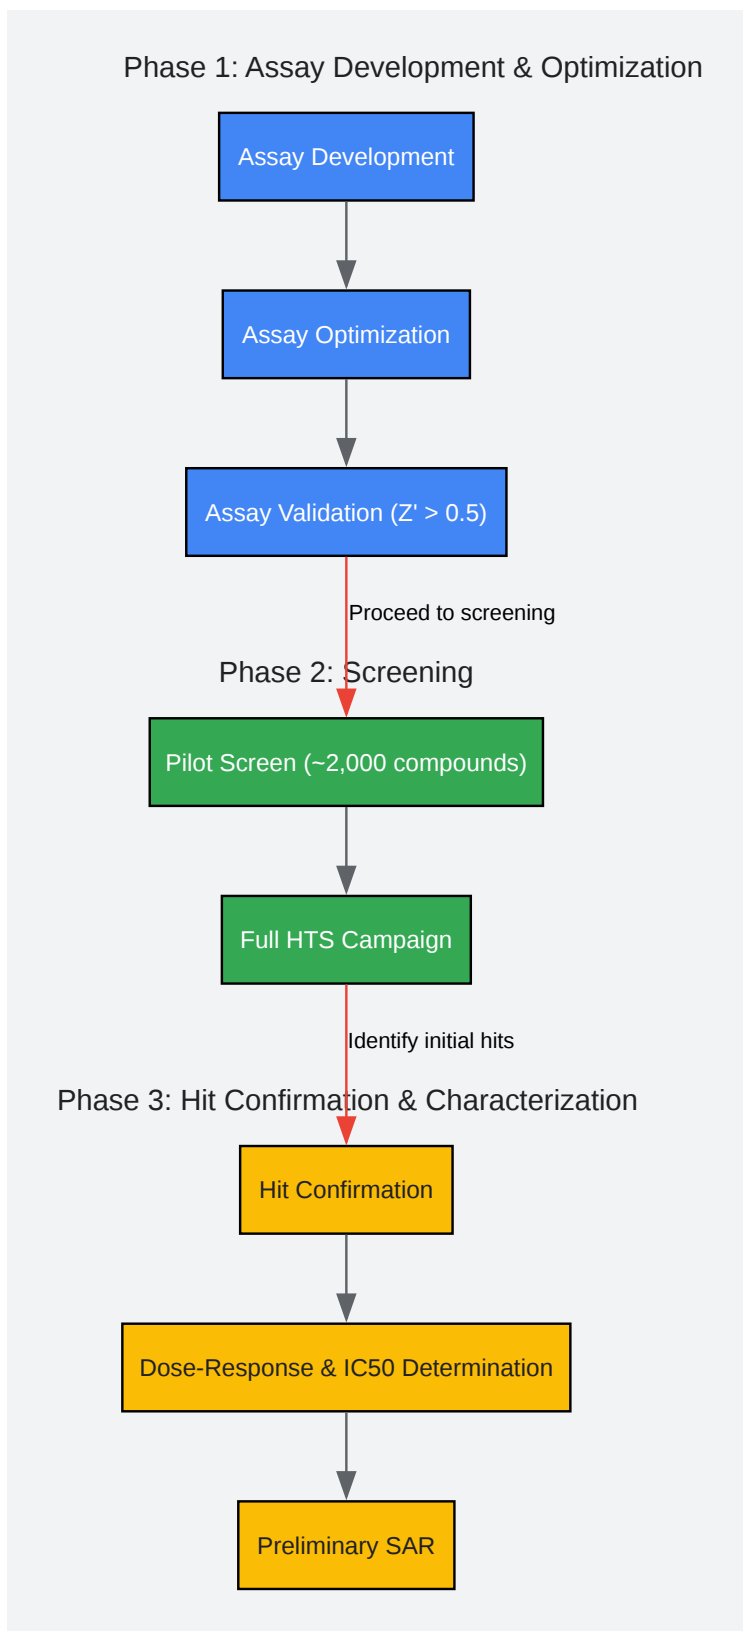 Phase 1: Assay Development & Optimization
Assay Development
Assay Optimization
Assay Validation (Z' > 0.5)
Proceed to screening
Phase 2: Screening
Pilot Screen (~2,000 compounds)
Full HTS Campaign
Identify initial hits
Phase 3: Hit Confirmation & Characterization
Hit Confirmation
Dose-Response & IC50 Determination
Preliminary SAR